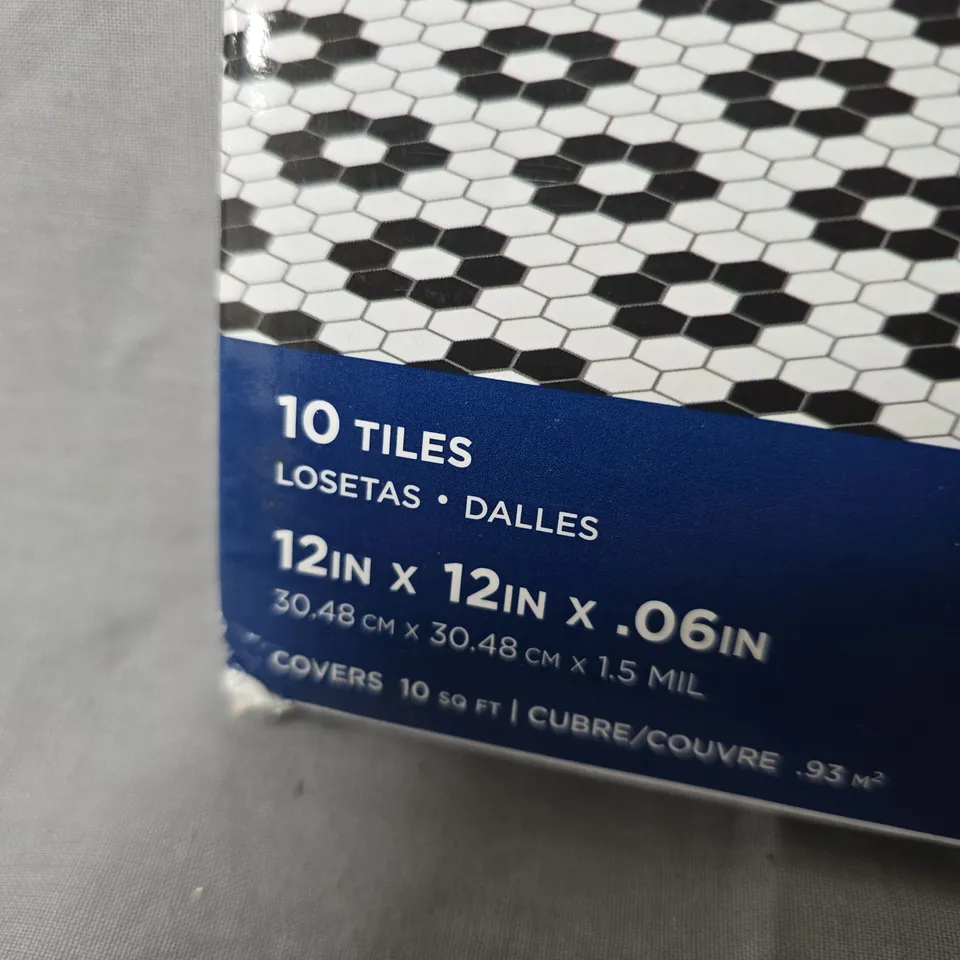 10 TILES
LOSETAS • DALLES
12IN X 12IN X .06IN
30.48 CM X 30.48 CM X 1.5 MIL
COVERS 10 SQ FT | CUBRE/COUVRE .93 M²